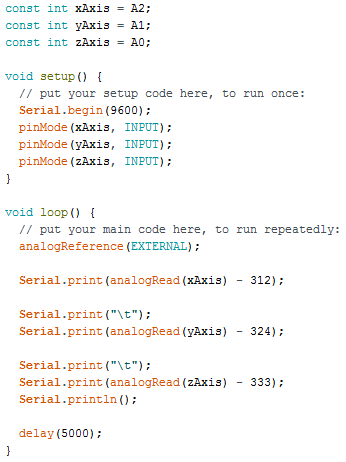 const int xAxis = A2;
const int yAxis = A1;
const int zAxis = A0;

void setup() {
  // put your setup code here, to run once:
  Serial.begin(9600);
  pinMode(xAxis, INPUT);
  pinMode(yAxis, INPUT);
  pinMode(zAxis, INPUT);
}

void loop() {
  // put your main code here, to run repeatedly:
  analogReference(EXTERNAL);

  Serial.print(analogRead(xAxis) - 312);

  Serial.print("\t");
  Serial.print(analogRead(yAxis) - 324);

  Serial.print("\t");
  Serial.print(analogRead(zAxis) - 333);
  Serial.println();

  delay(5000);
}